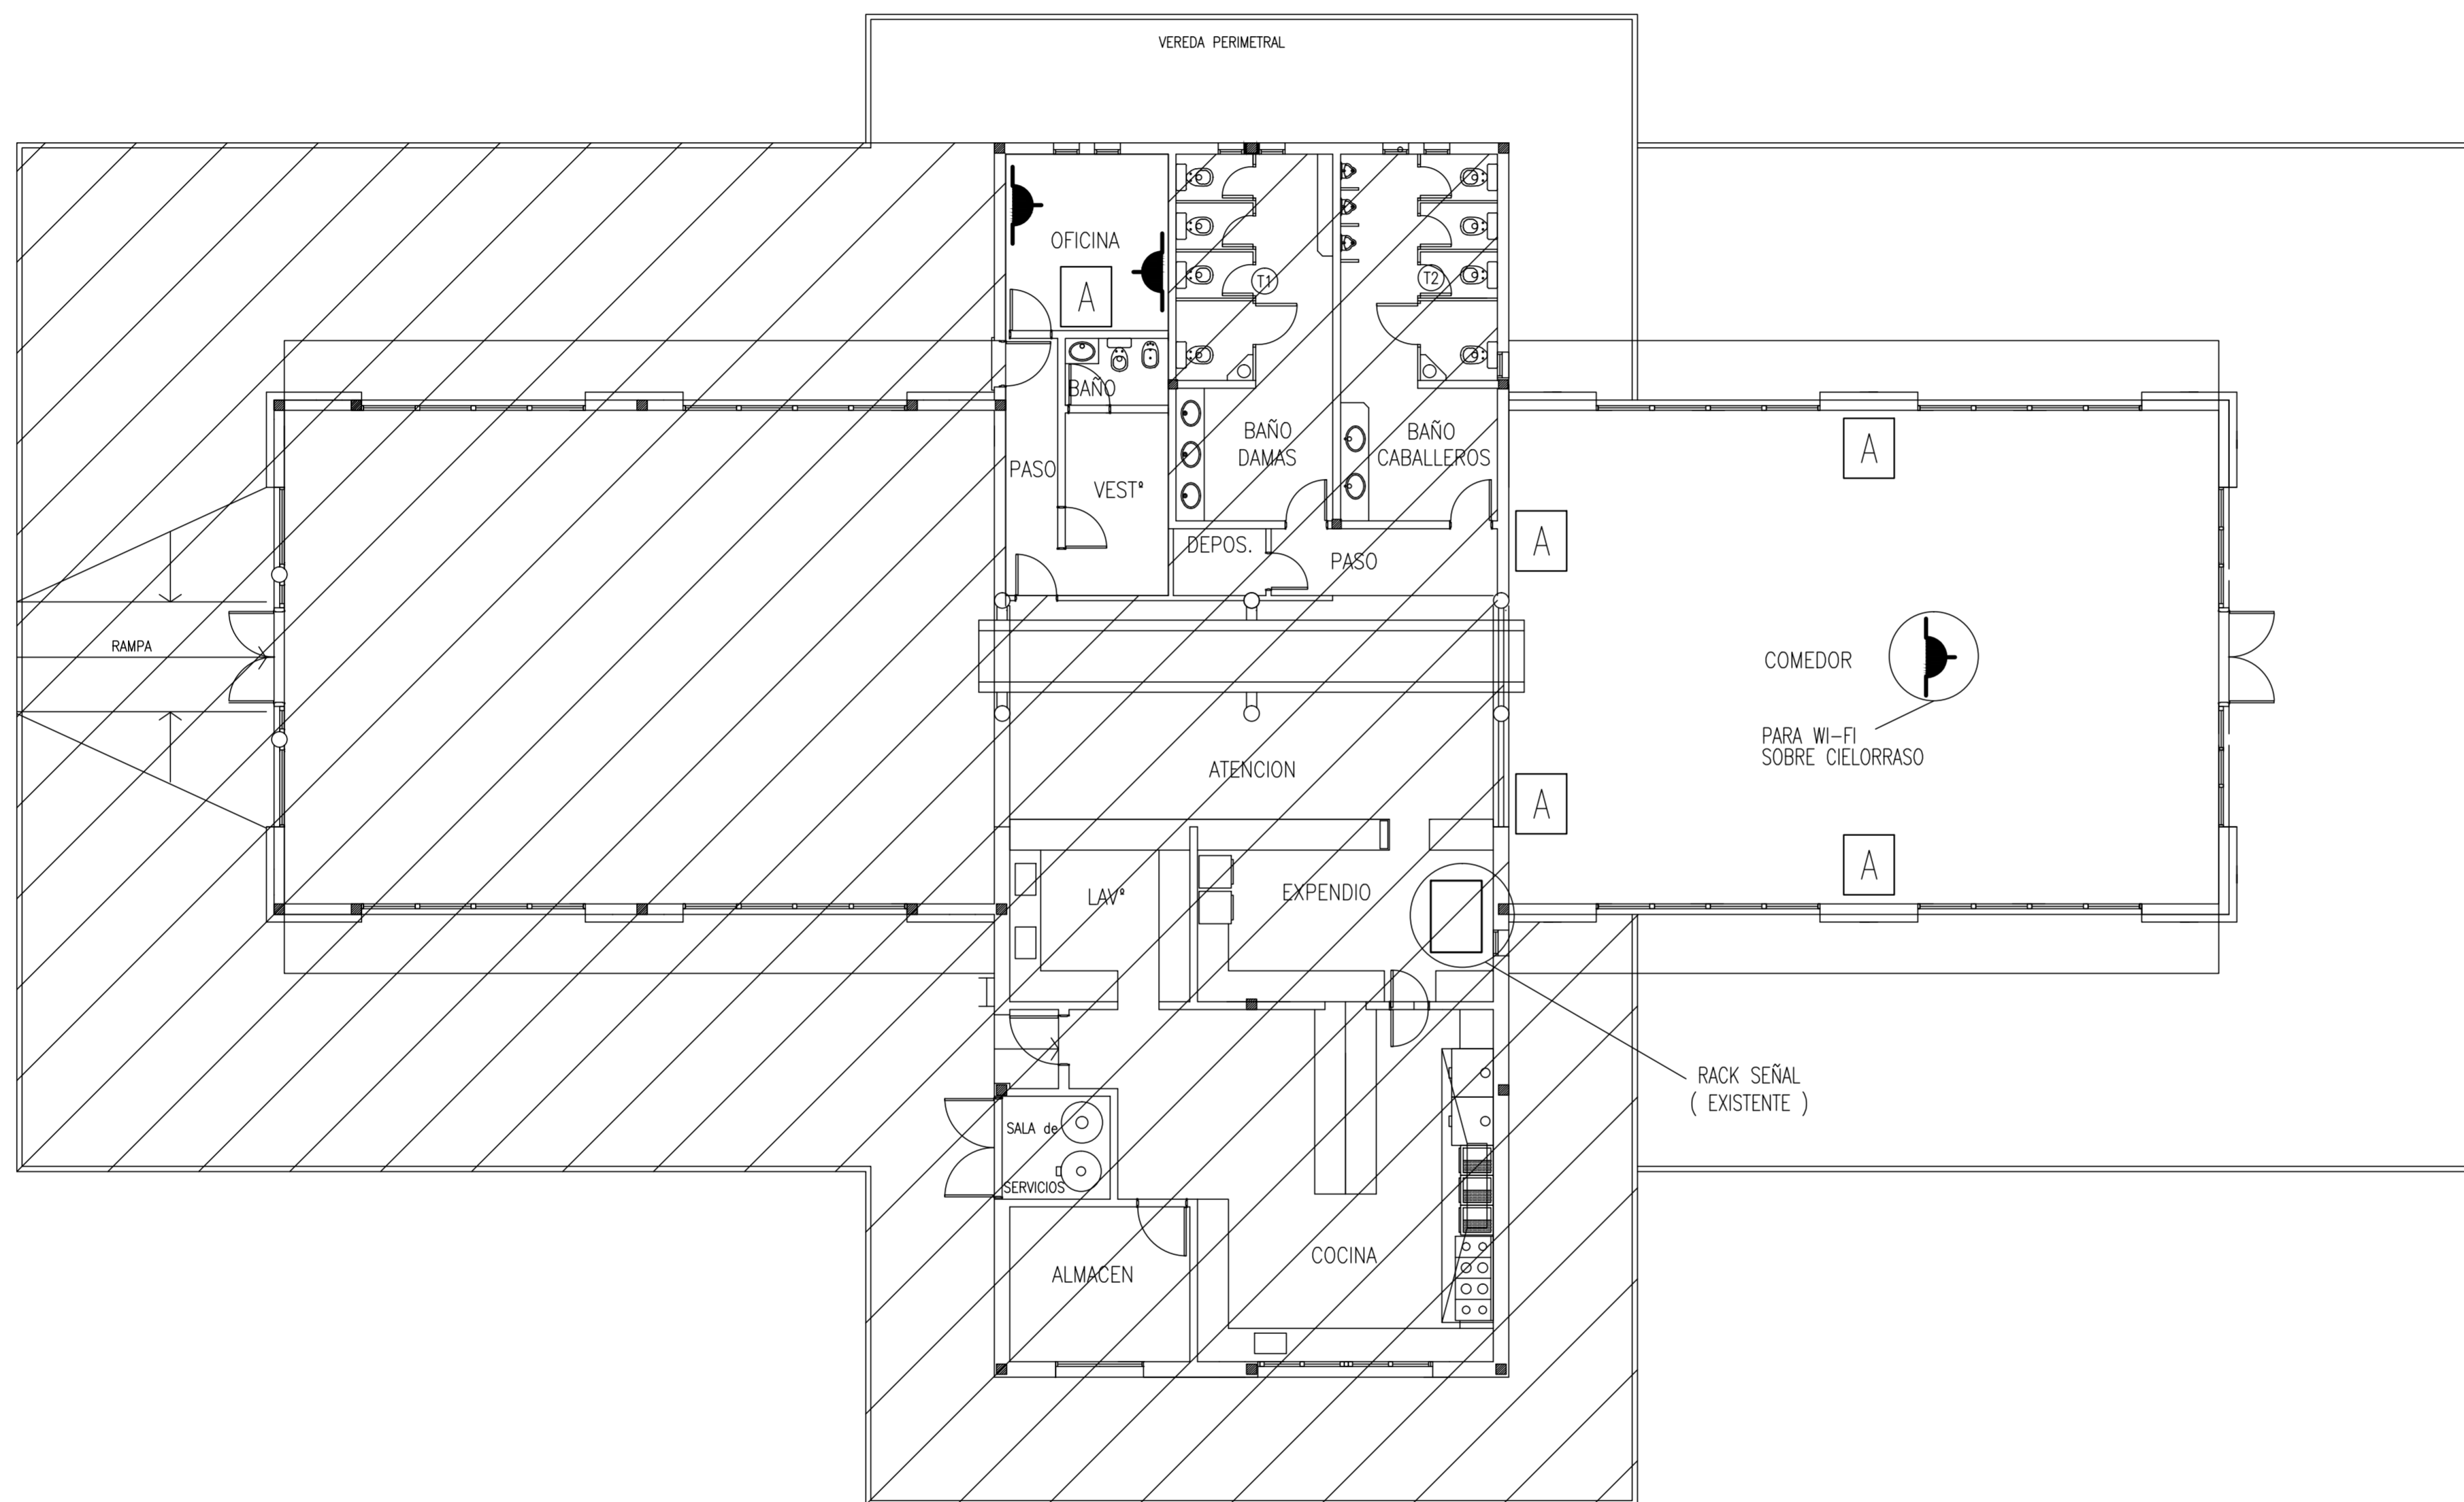 VEREDA PERIMETRAL
OFICINA
A
T1
T2
BAÑO
BAÑO
DAMAS
BAÑO
CABALLEROS
A
PASO
VESTº
DEPOS.
PASO
A
RAMPA
COMEDOR
PARA WI-FI
SOBRE CIELORRASO
ATENCION
A
LAVº
EXPENDIO
A
RACK SEÑAL
( EXISTENTE )
SALA de
SERVICIOS
COCINA
ALMACEN